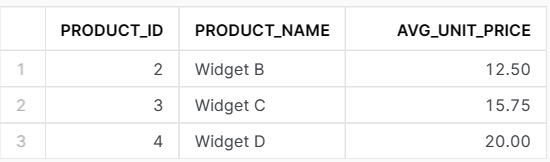 PRODUCT_ID PRODUCT_NAME AVG_UNIT_PRICE
1 2 Widget B 12.50
2 3 Widget C 15.75
3 4 Widget D 20.00